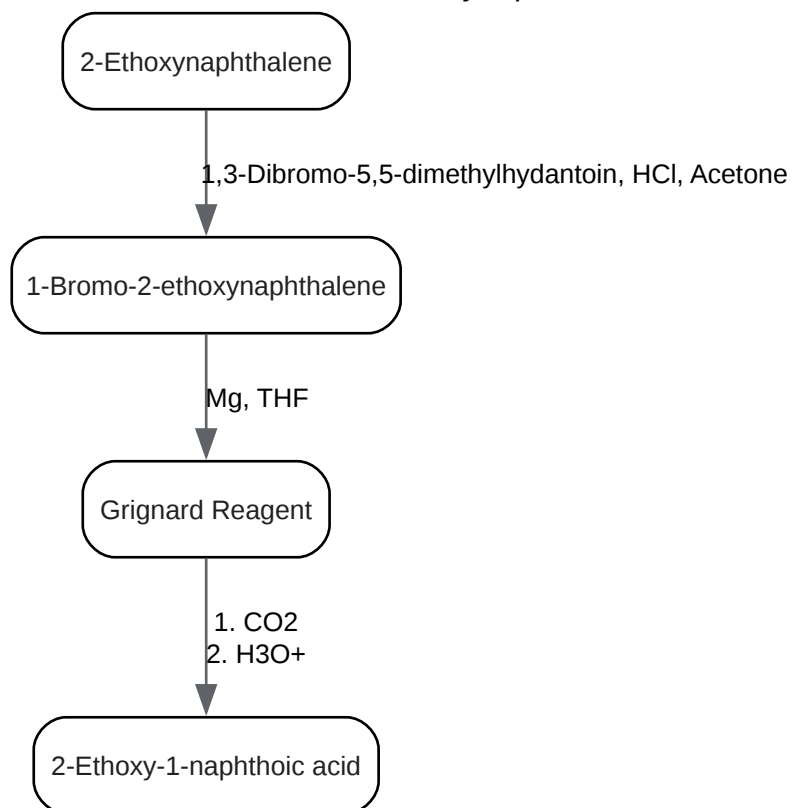 2-Ethoxynaphthalene
1,3-Dibromo-5,5-dimethylhydantoin, HCl, Acetone
1-Bromo-2-ethoxynaphthalene
Mg, THF
Grignard Reagent
1. CO2
2. H3O+
2-Ethoxy-1-naphthoic acid